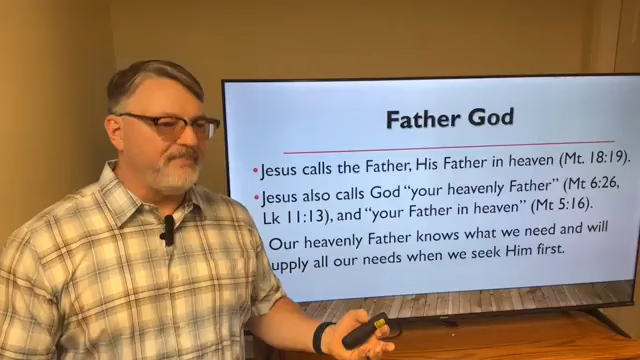 Father God
• Jesus calls the Father, His Father in heaven (Mt. 18:19).
• Jesus also calls God “your heavenly Father” (Mt 6:26,
Lk 11:13), and “your Father in heaven” (Mt 5:16).
Our heavenly Father knows what we need and will
upply all our needs when we seek Him first.